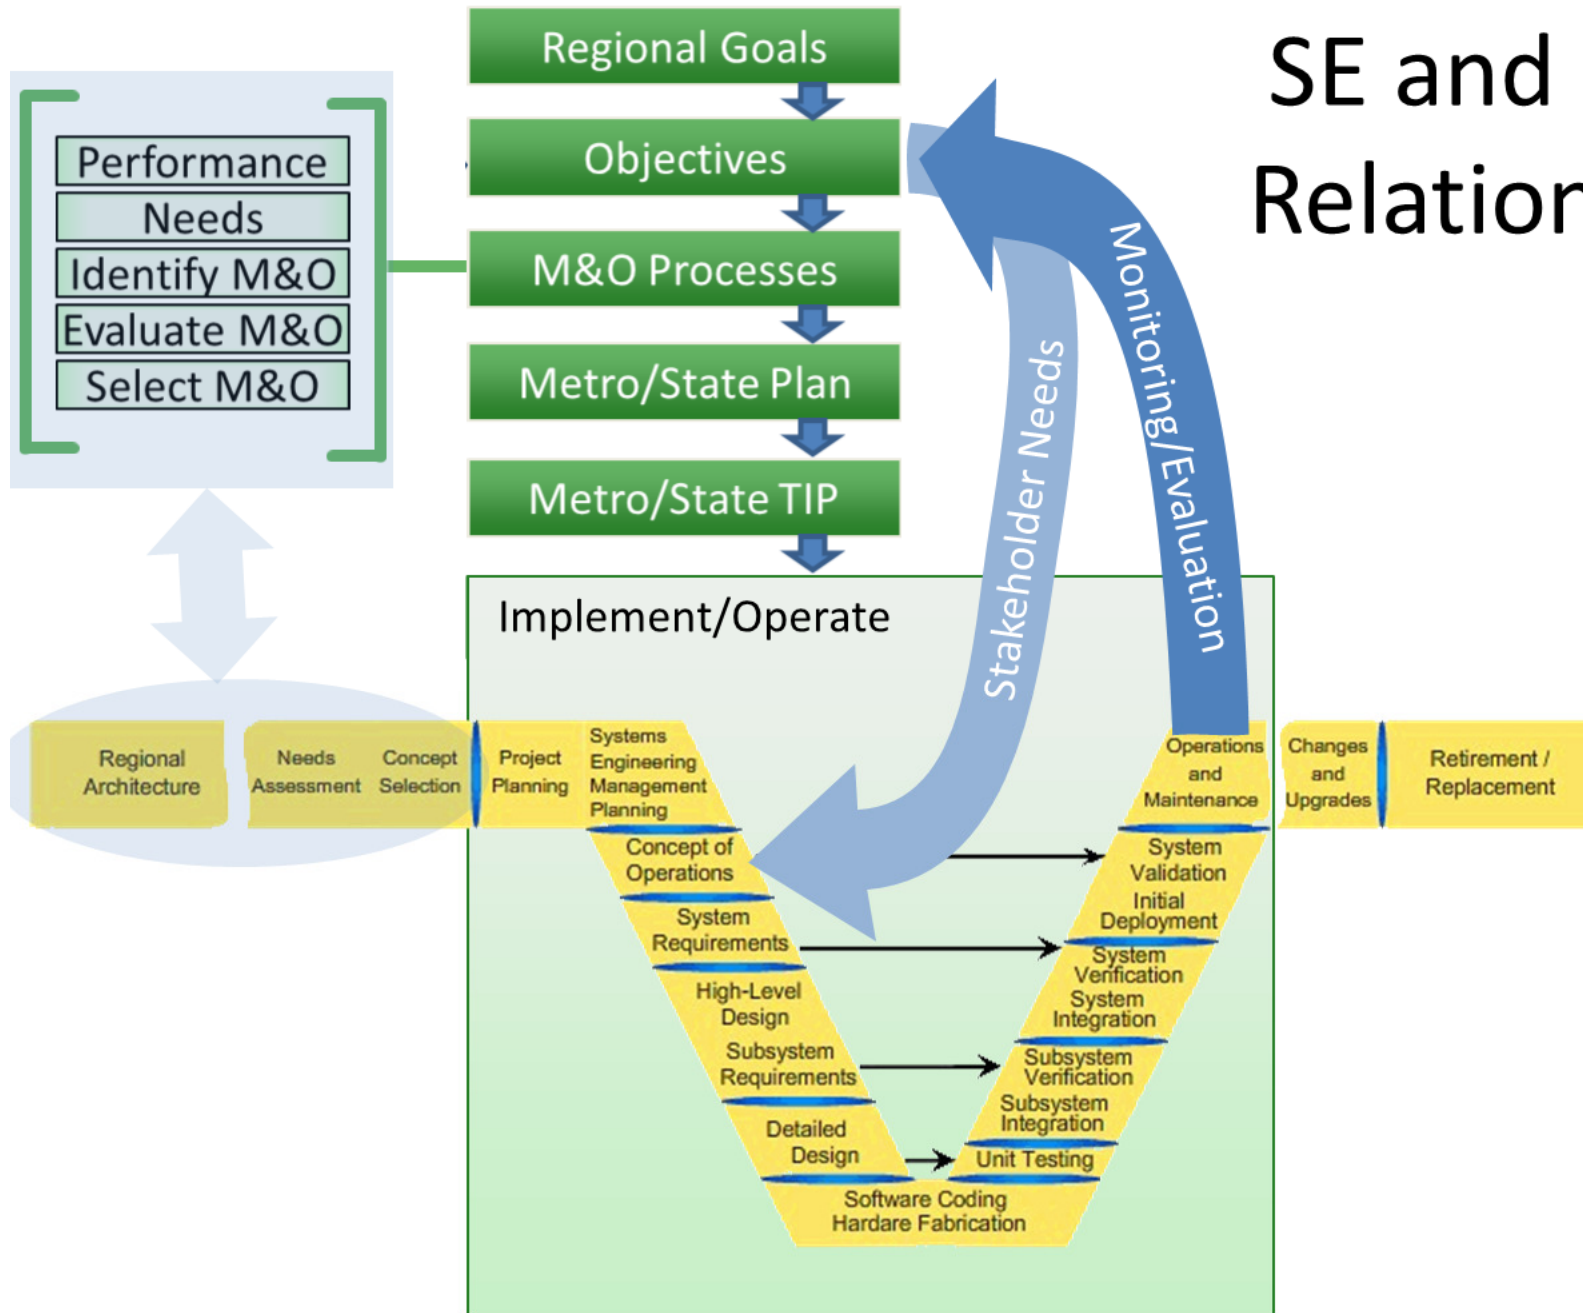 SE and
Relation
Regional Goals
Objectives
M&O Processes
Metro/State Plan
Metro/State TIP
Performance
Needs
Identify M&O
Evaluate M&O
Select M&O
Monitoring/Evaluation
Stakeholder Needs
Implement/Operate
Regional
Architecture
Needs
Assessment
Concept
Selection
Project
Planning
Systems
Engineering
Management
Planning
Concept of
Operations
System
Requirements
High-Level
Design
Subsystem
Requirements
Detailed
Design
Software Coding
Hardare Fabrication
Unit Testing
Subsystem
Integration
Subsystem
Verification
System
Integration
System
Verification
Initial
Deployment
System
Validation
Operations
and
Maintenance
Changes
and
Upgrades
Retirement /
Replacement